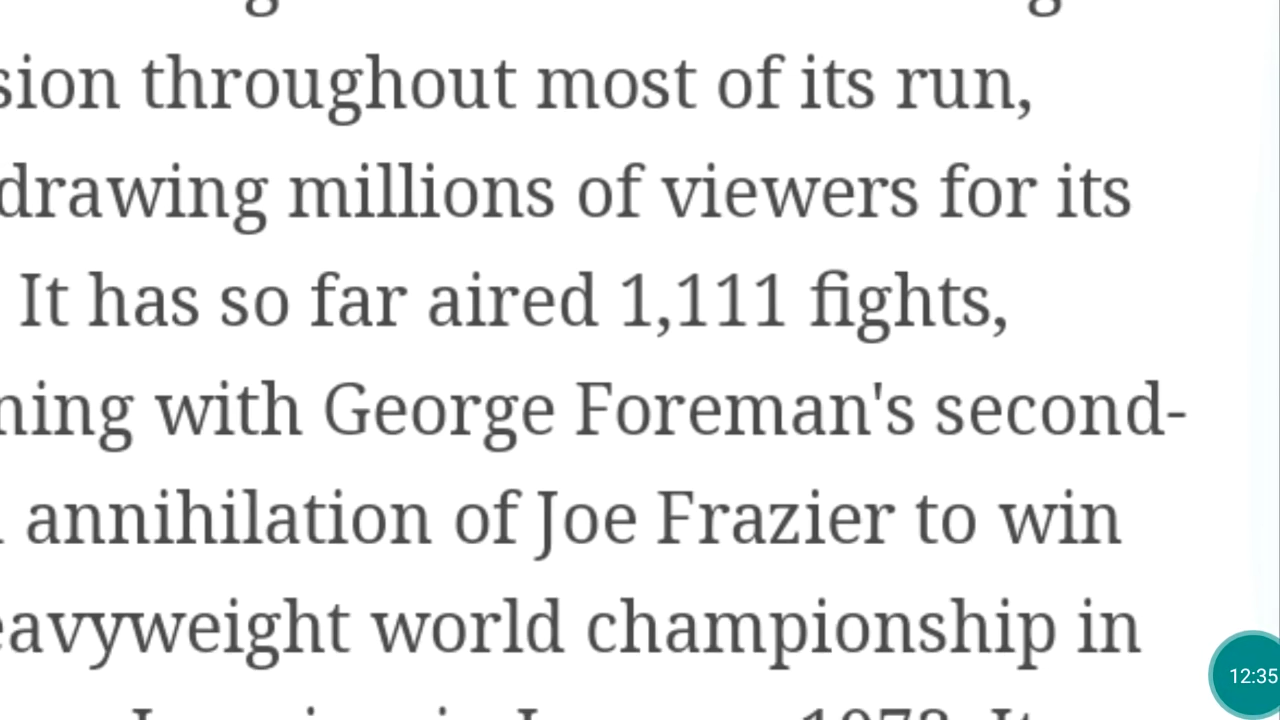 sion throughout most of its run,
drawing millions of viewers for its
It has so far aired 1,111 fights,
ning with George Foreman's second-
annihilation of Joe Frazier to win
eavyweight world championship in
12:35